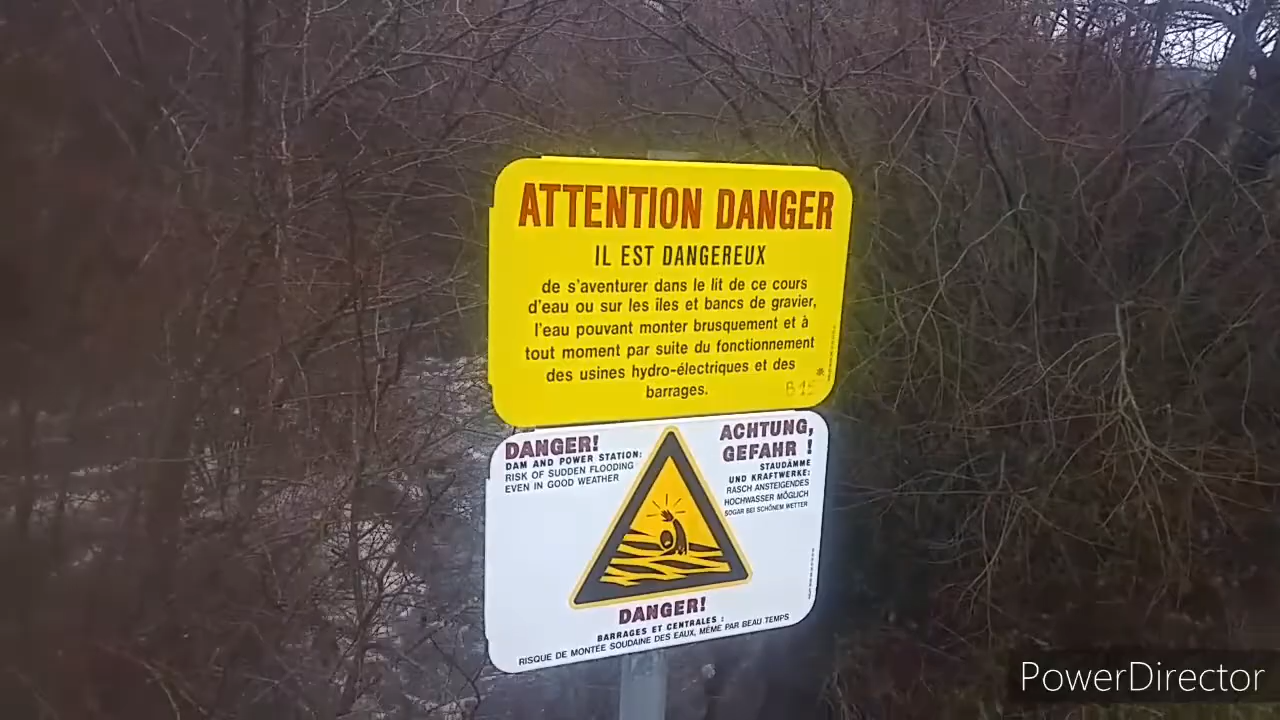 ATTENTION DANGER
IL EST DANGEREUX
de s'aventurer dans le lit de ce cours
d'eau ou sur les îles et bancs de gravier,
l'eau pouvant monter brusquement et à
tout moment par suite du fonctionnement
des usines hydro-électriques et des
barrages.
DANGER!
DAM AND POWER STATION:
RISK OF SUDDEN FLOODING
EVEN IN GOOD WEATHER
ACHTUNG,
GEFAHR !
STAUDÄMME
UND KRAFTWERKE:
RASCH ANSTEIGENDES
HOCHWASSER MÖGLICH
SOGAR BEI SCHÖNEM WETTER
DANGER!
BARRAGES ET CENTRALES :
RISQUE DE MONTÉE SOUDAINE DES EAUX, MÊME PAR BEAU TEMPS
PowerDirector